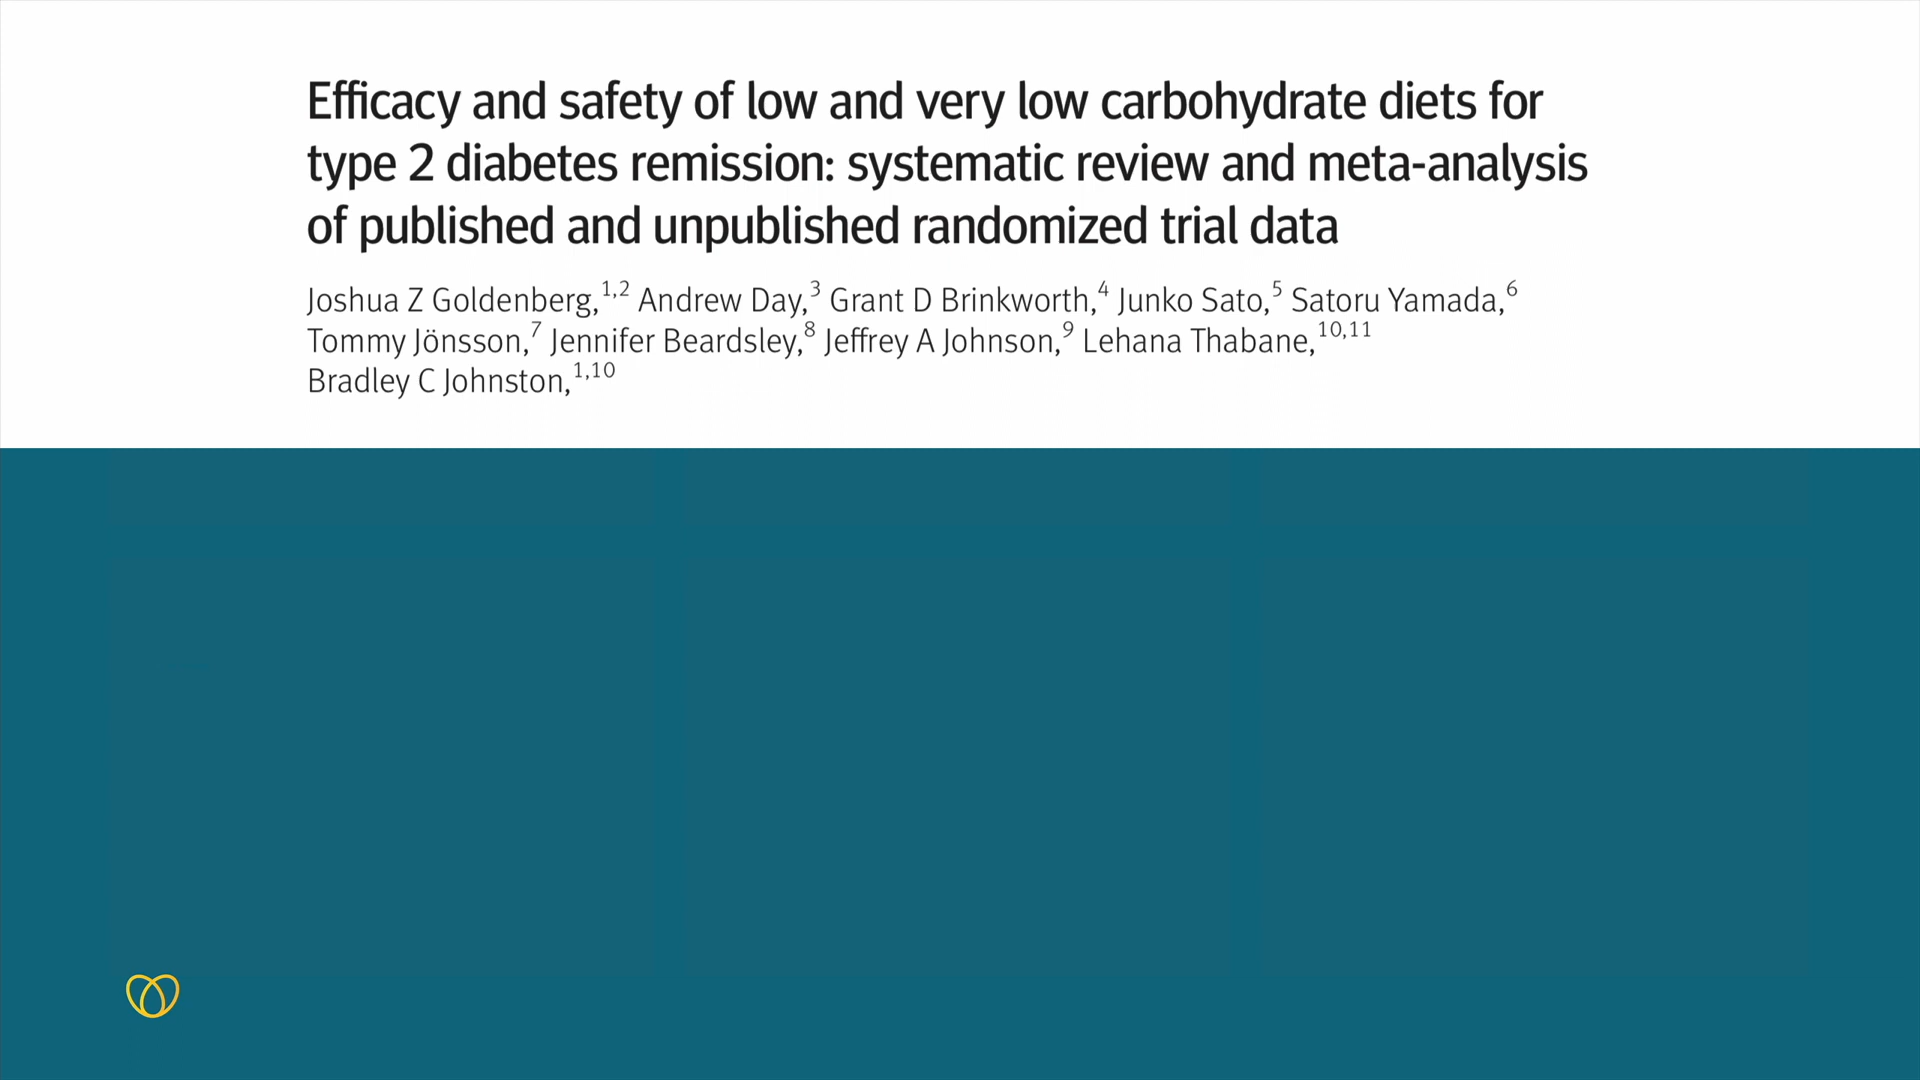 Efficacy and safety of low and very low carbohydrate diets for
type 2 diabetes remission: systematic review and meta-analysis
of published and unpublished randomized trial data
Joshua Z Goldenberg,1,2 Andrew Day,3 Grant D Brinkworth,4 Junko Sato,5 Satoru Yamada,6
Tommy Jönsson,7 Jennifer Beardsley,8 Jeffrey A Johnson,9 Lehana Thabane,10,11
Bradley C Johnston,1,10